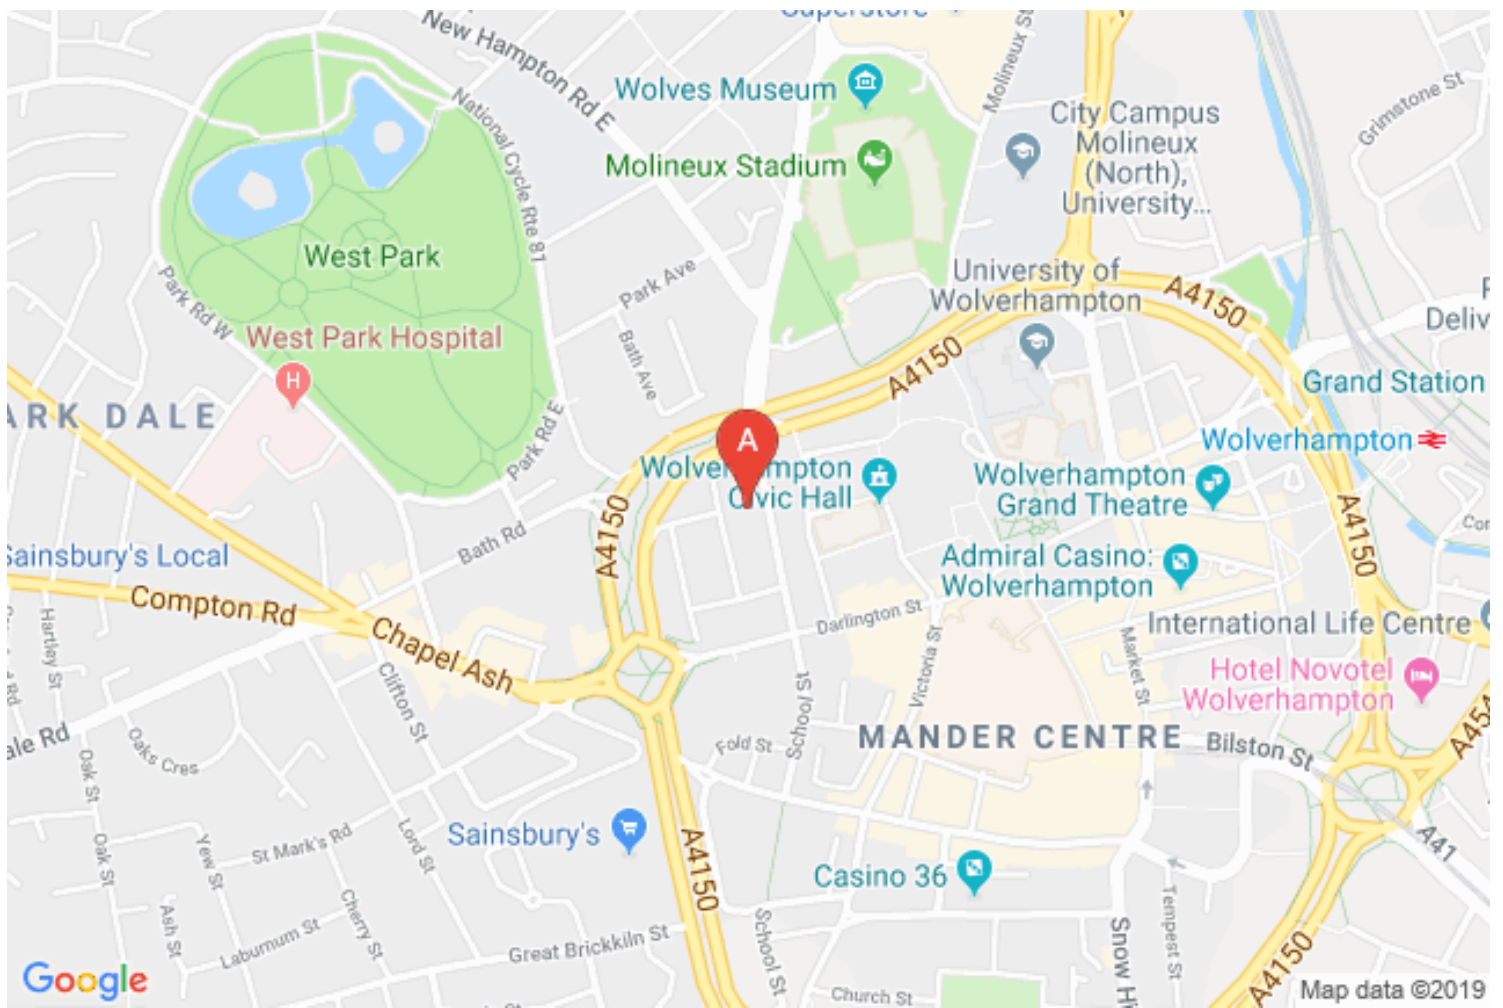 Superstore
New Hampton Rd E
Molineux St
Wolves Museum
Grimstone St
National Cycle Rte 81
City Campus
Molineux
(North),
University...
Molineux Stadium
West Park
Park Ave
University of
Wolverhampton
A4150
Park Rd W
West Park Hospital
H
Bath Ave
A4150
Deliv
Grand Station
ARK DALE
Park Rd E
A
Wolverhampton
Wolverhampton
Civic Hall
Wolverhampton
Grand Theatre
A4150
A4150
Bath Rd
Sainsbury's Local
Admiral Casino:
Wolverhampton
Compton Rd
Hartley St
Chapel Ash
Darlington St
International Life Centre
Victoria St
Market St
Hotel Novotel
Wolverhampton
Clifton St
School St
ale Rd
Oaks Cres
Fold St
MANDER CENTRE
Bilston St
A454
Oak St
Sainsbury's
St Mark's Rd
Lord St
Yew St
Oak St
A4150
A41
Casino 36
Ash St
Cherry St
Laburnum St
Great Brickkiln St
School St
Snow Hi
Tempest St
A4150
Church St
Google
Map data ©2019